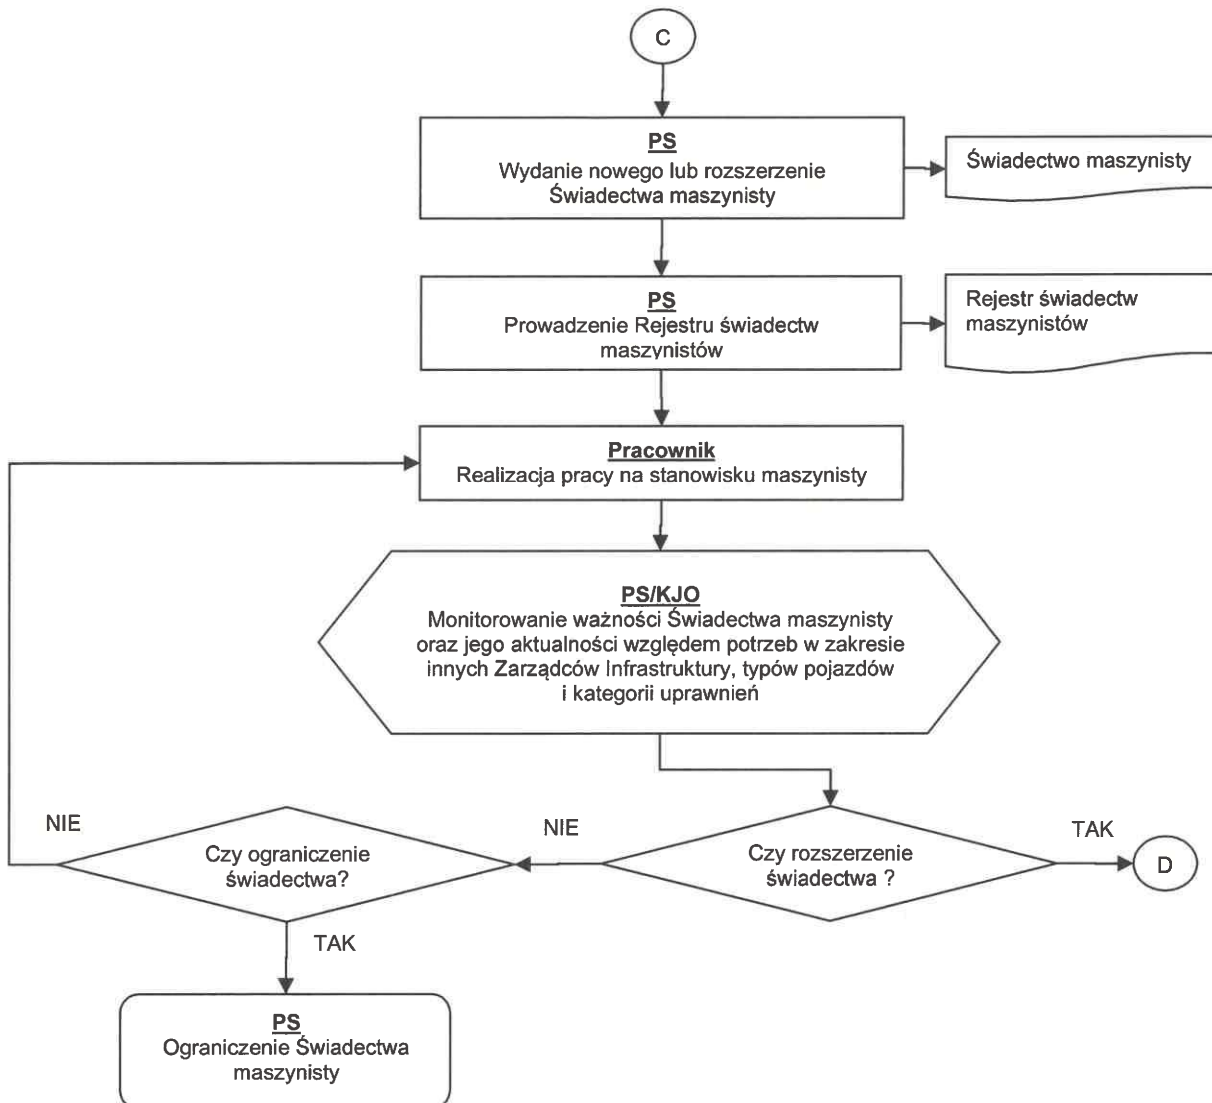 C
PS
Wydanie nowego lub rozszerzenie
Świadectwa maszynisty
Świadectwo maszynisty
PS
Prowadzenie Rejestru świadectw
maszynistów
Rejestr świadectw
maszynistów
Pracownik
Realizacja pracy na stanowisku maszynisty
PS/KJO
Monitorowanie ważności Świadectwa maszynisty
oraz jego aktualności względem potrzeb w zakresie
innych Zarządców Infrastruktury, typów pojazdów
i kategorii uprawnień
NIE
Czy ograniczenie
świadectwa?
NIE
Czy rozszerzenie
świadectwa ?
TAK
D
TAK
PS
Ograniczenie Świadectwa
maszynisty